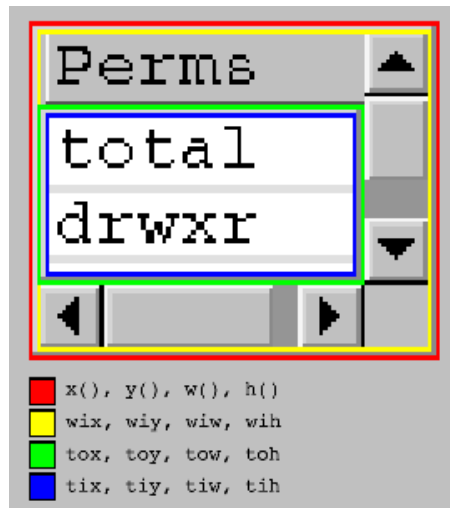 Perms
total
drwxr
x(), y(), w(), h()
wix, wiy, wiw, wih
tox, toy, tow, toh
tix, tiy, tiw, tih